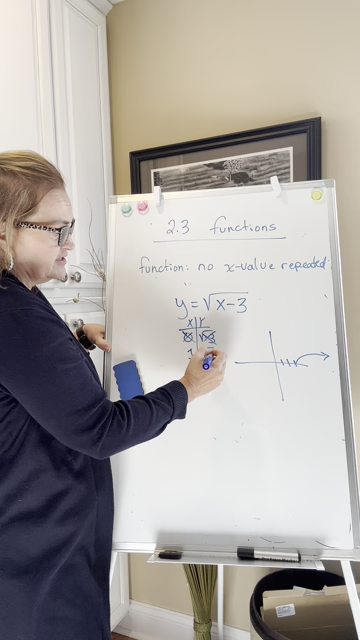 2.3 functions
function: no x-value repeated.
y = √x-3
x | y